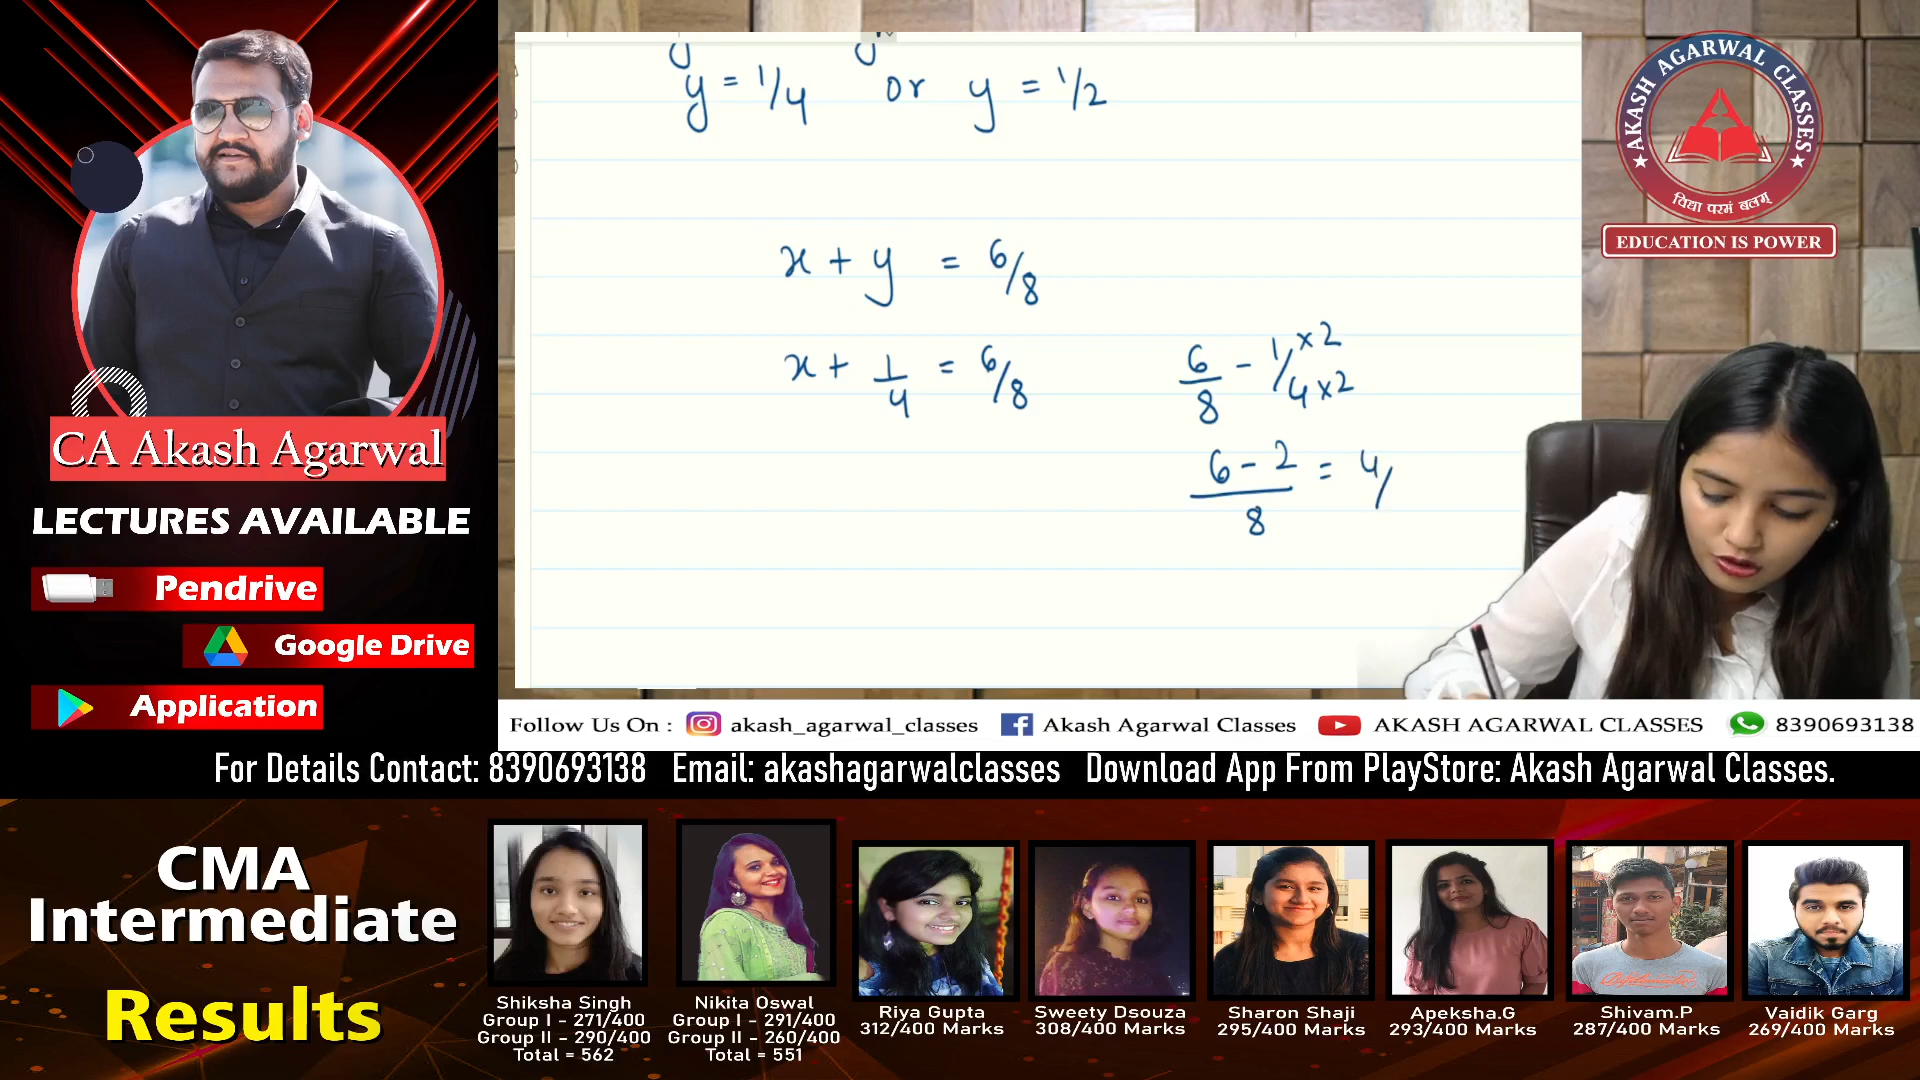 CA Akash Agarwal
LECTURES AVAILABLE
Pendrive
Google Drive
Application
y = 1/4 or y = 1/2
x + y = 6/8
x + 1/4 = 6/8
6/8 - 1×2/4×2
6 - 2/8 = 4/
AKASH AGARWAL CLASSES
विद्या परमं बलम्
EDUCATION IS POWER
Follow Us On : akash_agarwal_classes Akash Agarwal Classes AKASH AGARWAL CLASSES 8390693138
For Details Contact: 8390693138 Email: akashagarwalclasses Download App From PlayStore: Akash Agarwal Classes.
CMA
Intermediate
Results
Shiksha Singh
Group I - 271/400
Group II - 290/400
Total = 562
Nikita Oswal
Group I - 291/400
Group II - 260/400
Total = 551
Riya Gupta
312/400 Marks
Sweety Dsouza
308/400 Marks
Sharon Shaji
295/400 Marks
Apeksha.G
293/400 Marks
Shivam.P
287/400 Marks
Vaidik Garg
269/400 Marks